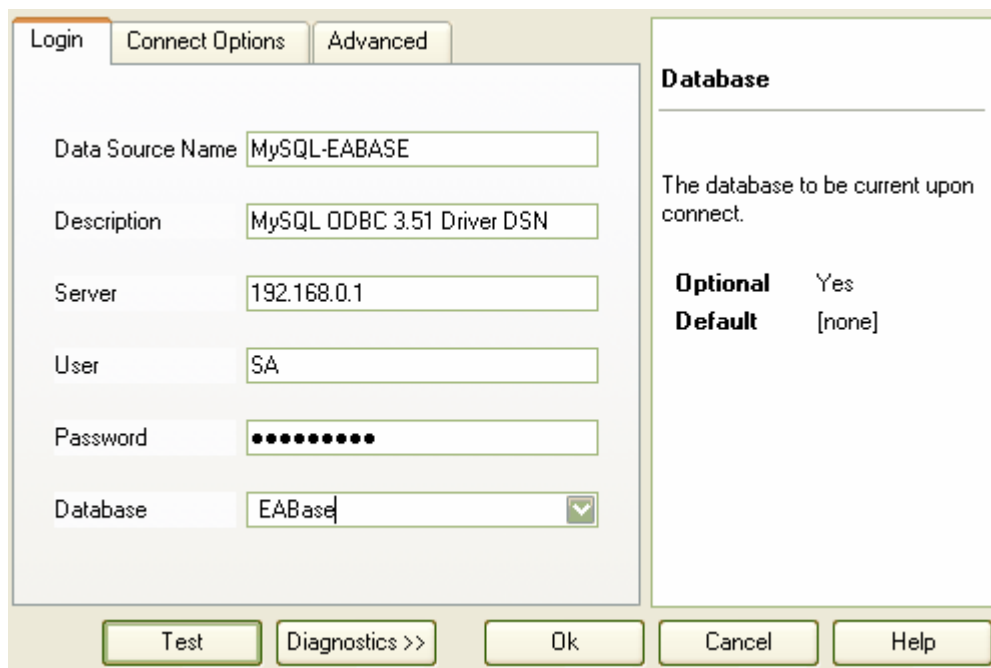 Login
Connect Options
Advanced
Data Source Name MySQL-EABASE
Description MySQL ODBC 3.51 Driver DSN
Server 192.168.0.1
User SA
Password •••••••••
Database EABase
Database
The database to be current upon
connect.
Optional Yes
Default [none]
Test
Diagnostics >>
Ok
Cancel
Help